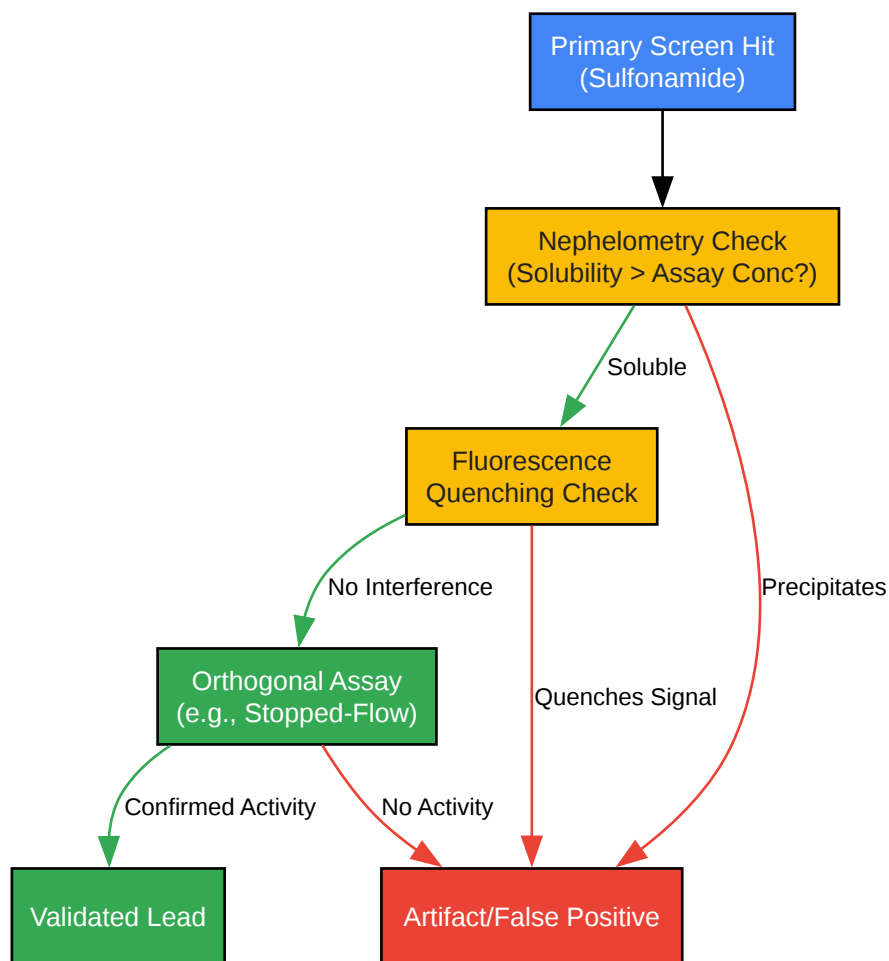 Primary Screen Hit
(Sulfonamide)
Nephelometry Check
(Solubility > Assay Conc?)
Soluble
Fluorescence
Quenching Check
No Interference
Precipitates
Orthogonal Assay
(e.g., Stopped-Flow)
Quenches Signal
Confirmed Activity
No Activity
Validated Lead
Artifact/False Positive